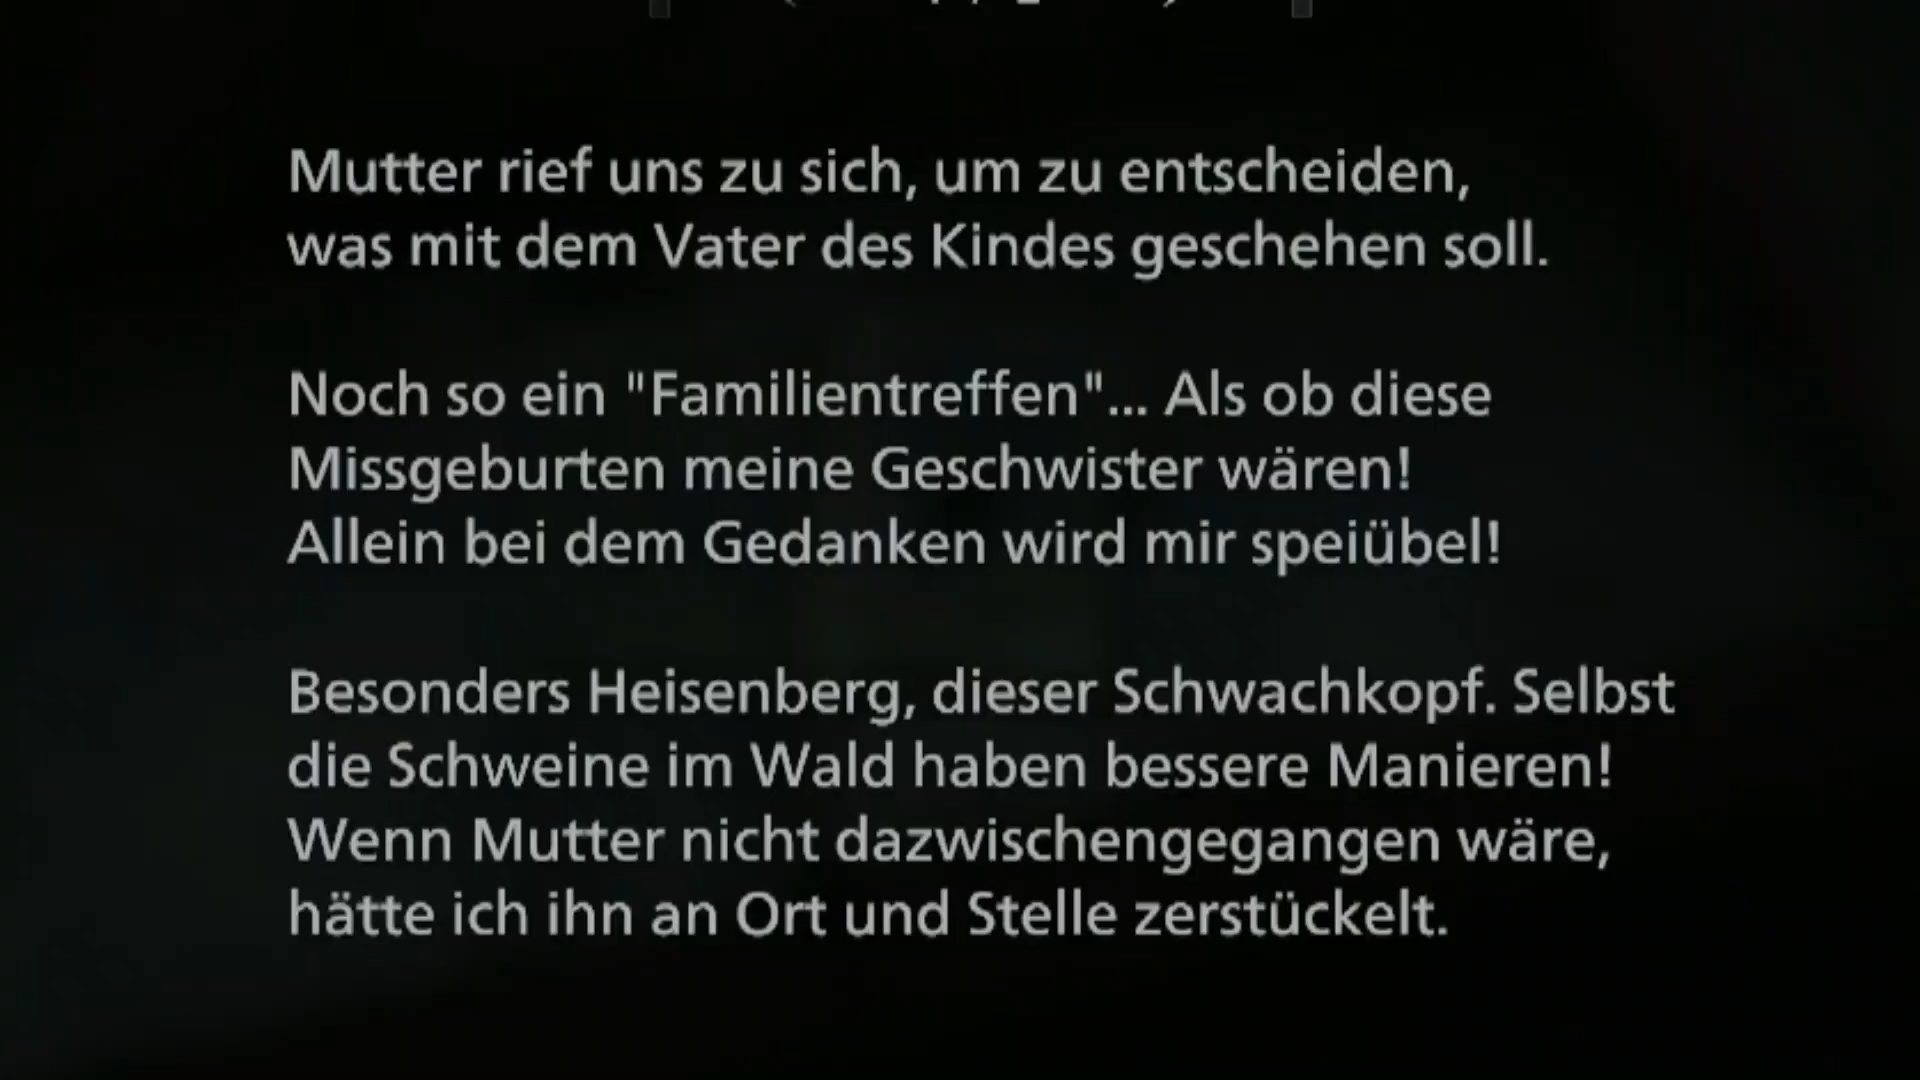 Mutter rief uns zu sich, um zu entscheiden,
was mit dem Vater des Kindes geschehen soll.
Noch so ein "Familientreffen"... Als ob diese
Missgeburten meine Geschwister wären!
Allein bei dem Gedanken wird mir speiübel!
Besonders Heisenberg, dieser Schwachkopf. Selbst
die Schweine im Wald haben bessere Manieren!
Wenn Mutter nicht dazwischengegangen wäre,
hätte ich ihn an Ort und Stelle zerstückelt.